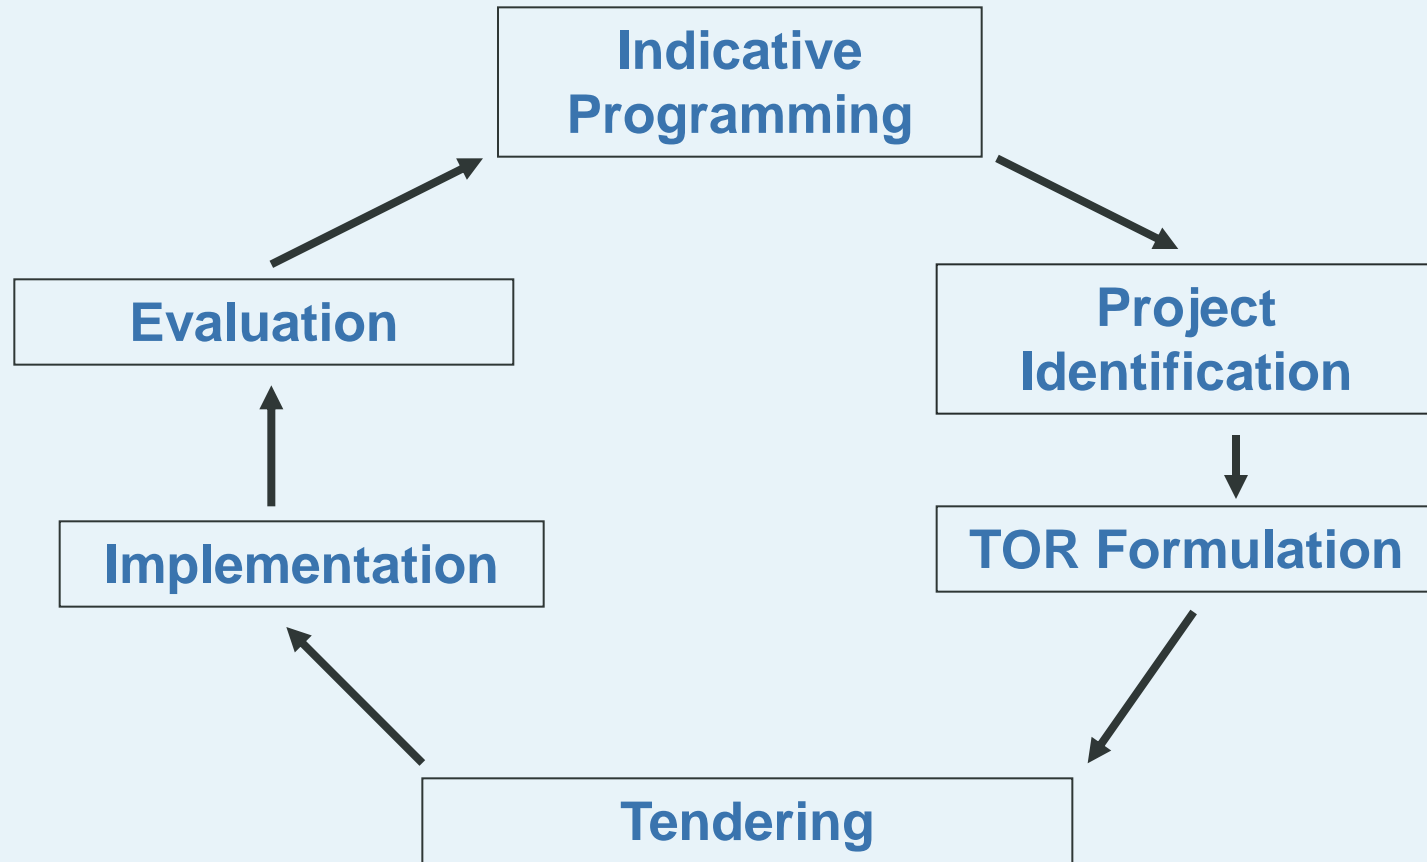 Indicative
Programming
Evaluation
Project
Identification
Implementation
TOR Formulation
Tendering